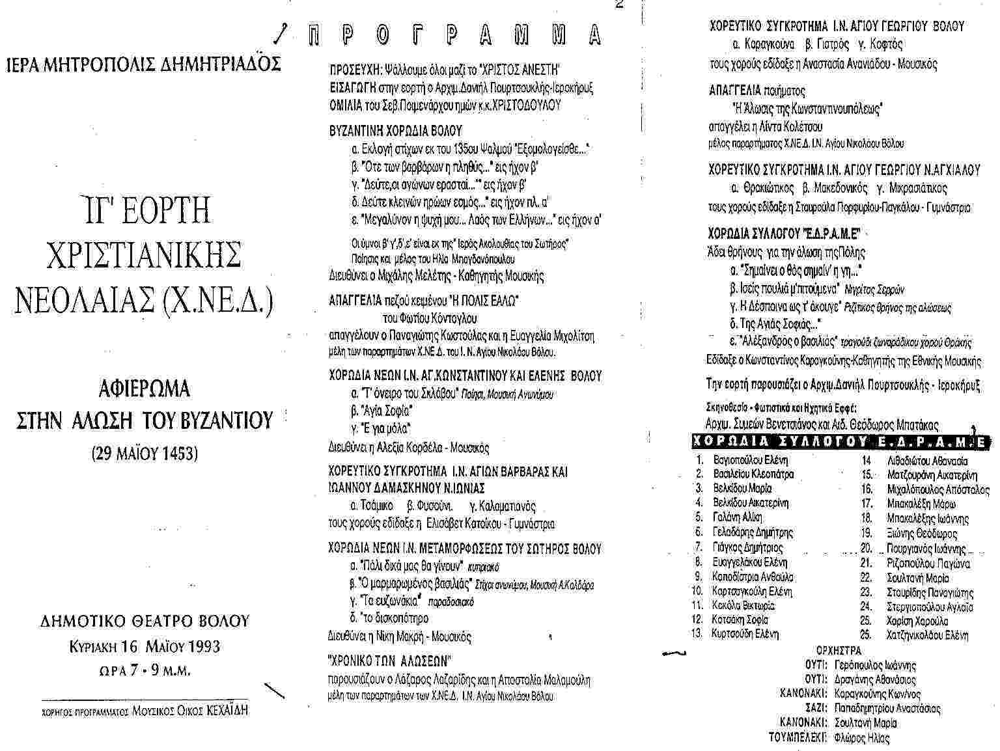 ΙΕΡΑ ΜΗΤΡΟΠΟΛΙΣ ΔΗΜΗΤΡΙΑΔΟΣ
ΙΓ' ΕΟΡΤΗ
ΧΡΙΣΤΙΑΝΙΚΗΣ
ΝΕΟΛΑΙΑΣ (Χ.ΝΕ.Δ.)
ΑΦΙΕΡΩΜΑ
ΣΤΗΝ ΑΛΩΣΗ ΤΟΥ ΒΥΖΑΝΤΙΟΥ
(29 ΜΑΪΟΥ 1453)
ΔΗΜΟΤΙΚΟ ΘΕΑΤΡΟ ΒΟΛΟΥ
ΚΥΡΙΑΚΗ 16 ΜΑΪΟΥ 1993
ΩΡΑ 7 - 9 Μ.Μ.
ΧΟΡΗΓΟΣ ΠΡΟΓΡΑΜΜΑΤΟΣ ΜΟΥΣΙΚΟΣ ΟΙΚΟΣ ΚΕΧΑΪΔΗ
2
ΠΡΟΓΡΑΜΜΑ
ΠΡΟΣΕΥΧΗ: Ψάλλουμε όλοι μαζί το "ΧΡΙΣΤΟΣ ΑΝΕΣΤΗ'
ΕΙΣΑΓΩΓΗ στην εορτή ο Αρχιμ.Δανιήλ Πουρτσουκλής-Ιεροκήρυξ
ΟΜΙΛΙΑ του Σεβ.Ποιμενάρχου ημών κ.κ.ΧΡΙΣΤΟΔΟΥΛΟΥ
ΒΥΖΑΝΤΙΝΗ ΧΟΡΩΔΙΑ ΒΟΛΟΥ
α. Εκλογή στίχων εκ του 135ου Ψαλμού "Εξομολογείσθε..."
β. "Οτε των βαρβάρων η πληθύς..." εις ήχον β'
γ. "Δεύτε,οι αγώνων ερασταί..." εις ήχον β'
δ. Δεύτε κλεινών ηρώων εσμός..." εις ήχον πλ. α'
ε. "Μεγαλύνον η ψυχή μου... Λαός των Ελλήνων..." εις ήχον α'
Οι ύμνοι β' γ',δ',ε' είναι εκ της" Ιεράς Ακολουθίας του Σωτήρος"
Ποίησις και μέλος του Ηλία Μπογδανόπουλου
Διευθύνει ο Μιχάλης Μελέτης - Καθηγητής Μουσικής
ΑΠΑΓΓΕΛΙΑ πεζού κειμένου "Η ΠΟΛΙΣ ΕΑΛΩ"
του Φωτίου Κόντογλου
απαγγέλουν ο Παναγιώτης Κωστούλας και η Ευαγγελία Μιχολίτση
μέλη των παραρτημάτων Χ.ΝΕ.Δ. του Ι. Ν. Αγίου Νικολάου Βόλου.
ΧΟΡΩΔΙΑ ΝΕΩΝ Ι.Ν. ΑΓ.ΚΩΝΣΤΑΝΤΙΝΟΥ ΚΑΙ ΕΛΕΝΗΣ ΒΟΛΟΥ
α. "Τ' όνειρο του Σκλάβου" Ποίηση, Μουσική Ανωνύμου
β. "Αγία Σοφία"
γ. "Ε για μόλα"
Διευθύνει η Αλεξία Κορδέλα - Μουσικός
ΧΟΡΕΥΤΙΚΟ ΣΥΓΚΡΟΤΗΜΑ Ι.Ν. ΑΓΙΩΝ ΒΑΡΒΑΡΑΣ ΚΑΙ
ΙΩΑΝΝΟΥ ΔΑΜΑΣΚΗΝΟΥ Ν.ΙΩΝΙΑΣ
α. Τσάμικο β. Φυσούνι. γ. Καλαματιανός
τους χορούς εδίδαξε η Ελισάβετ Κατοίκου - Γυμνάστρια
ΧΟΡΩΔΙΑ ΝΕΩΝ Ι.Ν. ΜΕΤΑΜΟΡΦΩΣΕΩΣ ΤΟΥ ΣΩΤΗΡΟΣ ΒΟΛΟΥ
α. "Πάλι δικά μας θα γίνουν" κυπριακό
β. "Ο μαρμαρωμένος βασιλιάς" Στίχοι ανωνύμου, Μουσική Α.Καλδάρα
γ. "Τα ευζωνάκια" παραδοσιακό
δ. "το δισκοπότηρο
Διευθύνει η Νίκη Μακρή - Μουσικός
"ΧΡΟΝΙΚΟ ΤΩΝ ΑΛΩΣΕΩΝ"
παρουσιάζουν ο Λάζαρος Λαζαρίδης και η Αποστολία Μαλαμούλη
μέλη των παραρτημάτων των Χ.ΝΕΔ. Ι.Ν. Αγίου Νικολάου Βόλου
ΧΟΡΕΥΤΙΚΟ ΣΥΓΚΡΟΤΗΜΑ Ι.Ν. ΑΓΙΟΥ ΓΕΩΡΓΙΟΥ ΒΟΛΟΥ
α. Καραγκούνα β. Γιατρός γ. Κοφτός
τους χορούς εδίδαξε η Αναστασία Ανανιάδου - Μουσικός
ΑΠΑΓΓΕΛΙΑ ποιήματος
"Η Άλωσις της Κωνσταντινουπόλεως"
απαγγέλει η Λίντα Κολέτσου
μέλος παραρτήματος Χ.ΝΕ.Δ. Ι.Ν. Αγίου Νικολάου Βόλου
ΧΟΡΕΥΤΙΚΟ ΣΥΓΚΡΟΤΗΜΑ Ι.Ν. ΑΓΙΟΥ ΓΕΩΡΓΙΟΥ Ν.ΑΓΧΙΑΛΟΥ
α. Θρακιώτικος β. Μακεδονικός γ. Μικρασιάτικος
τους χορούς εδίδαξε η Σταυρούλα Πορφυρίου-Παγκάλου - Γυμνάστρια
ΧΟΡΩΔΙΑ ΣΥΛΛΟΓΟΥ "Ε.Δ.Ρ.Α.Μ.Ε"
Άδει θρήνους για την άλωση της Πόλης
α. "Σημαίνει ο θός σημαίν' η γη..."
β. Ισείς πουλιά μ'πιτούμενα" Νιγρίτας Σερρών
γ. Η Δέσποινα ως τ' άκουγε" Ριζίτικος θρήνος της αλώσεως
δ. Της Αγιάς Σοφιάς..."
ε. "Αλέξανδρος ο βασιλιάς" τραγούδι ζωναράδικου χορού Θράκης
Εδίδαξε ο Κωνσταντίνος Καραγκούνης-Καθηγητής της Εθνικής Μουσικής
Την εορτή παρουσιάζει ο Αρχιμ.Δανιήλ Πουρτσουκλής - Ιεροκήρυξ
Σκηνοθεσία - Φωτιστικά και Ηχητικά Εφφέ:
Αρχιμ. Συμεών Βενετσιάνος και Αιδ. Θεόδωρος Μπατάκας
ΧΟΡΩΔΙΑ ΣΥΛΛΟΓΟΥ Ε.Δ.Ρ.Α.Μ.Ε
1. Βαγιοπούλου Ελένη
2. Βασιλείου Κλεοπάτρα
3. Βελκίδου Μαρία
4. Βελκίδου Αικατερίνη
5. Γαλάνη Αλίκη
6. Γελαδάρης Δημήτρης
7. Γιάγκος Δημήτριος
8. Ευαγγελάκου Ελένη
9. Καποδίστρια Ανθούλα
10. Καρτσαγκούλη Ελένη
11. Κακόλα Βικτωρία
12. Κατσάκη Σοφία
13. Κυρτσούδη Ελένη
14 Λιβαδιώτου Αθανασία
15. Ματζουράνη Αικατερίνη
16. Μιχαλόπουλος Απόστολος
17. Μπακαλέξη Μάρω
18. Μπακαλέξης Ιωάννης
19. Ξιώνης Θεόδωρος
20. Πουργιανός Ιωάννης
21. Ριζοπούλου Παγώνα
22. Σουλτανή Μαρία
23. Σταυρίδης Παναγιώτης
24. Στεργιοπούλου Αγλαΐα
25. Χαρίση Χαρούλα
25. Χατζηνικολάου Ελένη
ΟΡΧΗΣΤΡΑ
ΟΥΤΙ: Γερόπουλος Ιωάννης
ΟΥΤΙ: Δραγάνης Αθανάσιος
ΚΑΝΟΝΑΚΙ: Καραγκούνης Κων/νος
ΣΑΖΙ: Παπαδημητρίου Αναστάσιος
ΚΑΝΟΝΑΚΙ: Σουλτανή Μαρία
ΤΟΥΜΠΕΛΕΚΙ: Φλώρος Ηλίας